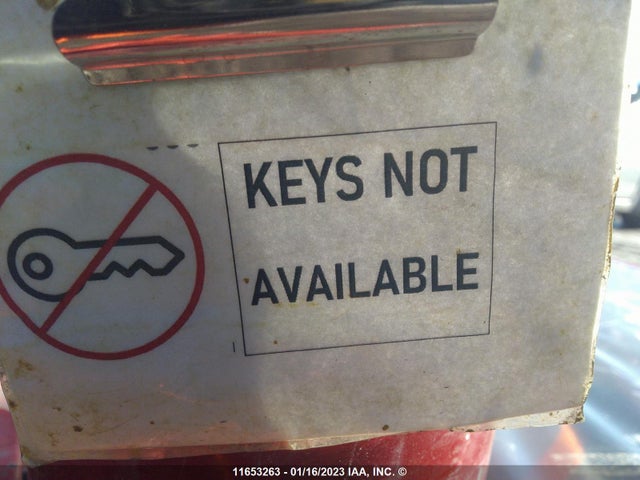 KEYS NOT
AVAILABLE
11653263 - 01/16/2023 IAA, INC. ©